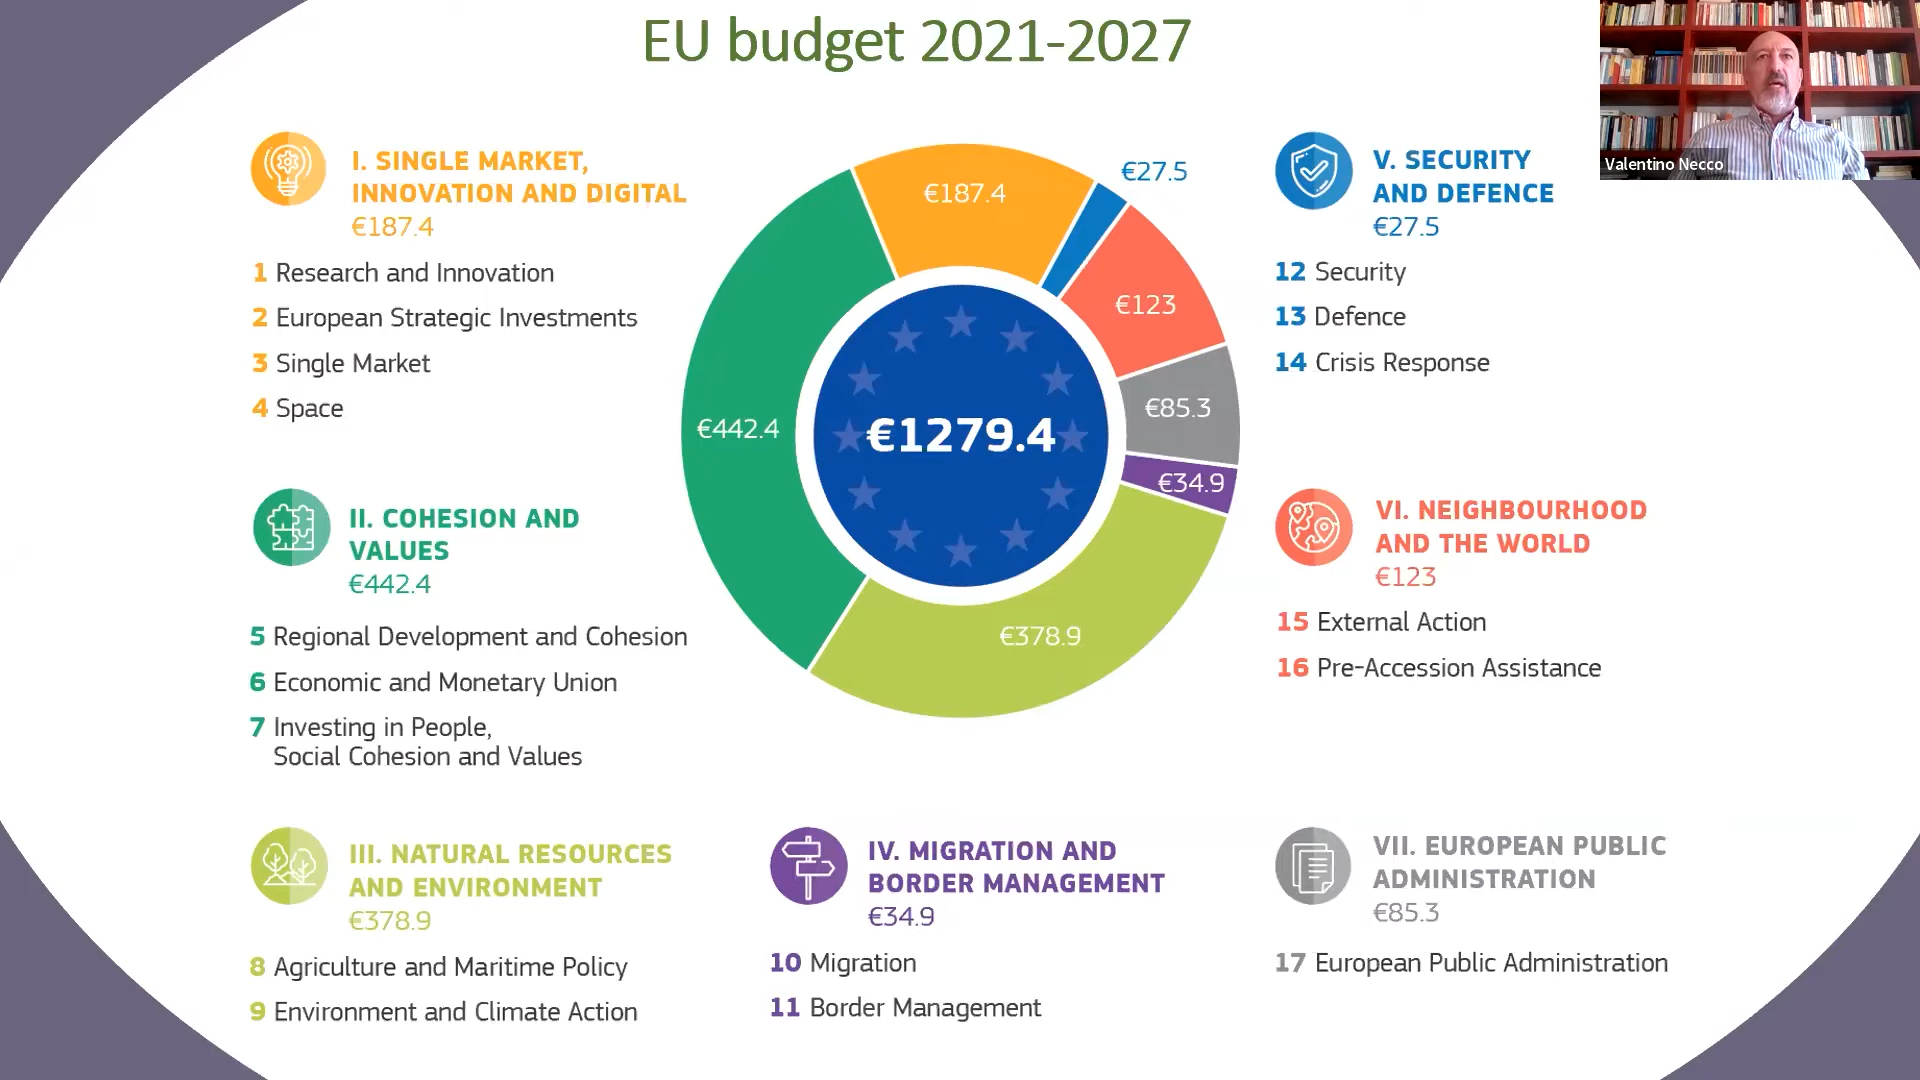 EU budget 2021-2027
Valentino Necco
I. SINGLE MARKET,
INNOVATION AND DIGITAL
€187.4
1 Research and Innovation
2 European Strategic Investments
3 Single Market
4 Space
II. COHESION AND
VALUES
€442.4
5 Regional Development and Cohesion
6 Economic and Monetary Union
7 Investing in People,
Social Cohesion and Values
III. NATURAL RESOURCES
AND ENVIRONMENT
€378.9
8 Agriculture and Maritime Policy
9 Environment and Climate Action
€187.4
€27.5
€123
€85.3
€34.9
€378.9
€442.4
€1279.4
IV. MIGRATION AND
BORDER MANAGEMENT
€34.9
10 Migration
11 Border Management
V. SECURITY
AND DEFENCE
€27.5
12 Security
13 Defence
14 Crisis Response
VI. NEIGHBOURHOOD
AND THE WORLD
€123
15 External Action
16 Pre-Accession Assistance
VII. EUROPEAN PUBLIC
ADMINISTRATION
€85.3
17 European Public Administration